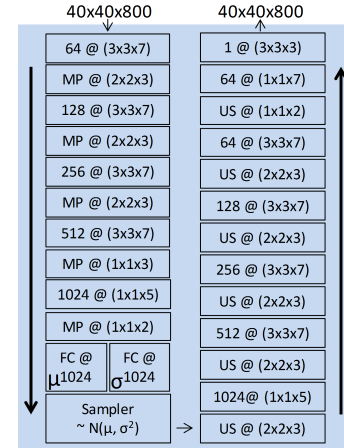 40x40x800
64 @ (3x3x7)
MP @ (2x2x3)
128 @ (3x3x7)
MP @ (2x2x3)
256 @ (3x3x7)
MP @ (2x2x3)
512 @ (3x3x7)
MP @ (1x1x3)
1024 @ (1x1x5)
MP @ (1x1x2)
FC @
μ1024
FC @
σ1024
Sampler
~ N(μ, σ²)
40x40x800
1 @ (3x3x3)
64 @ (1x1x7)
US @ (1x1x2)
64 @ (3x3x7)
US @ (2x2x3)
128 @ (3x3x7)
US @ (2x2x3)
256 @ (3x3x7)
US @ (2x2x3)
512 @ (3x3x7)
US @ (2x2x3)
1024@ (1x1x5)
US @ (2x2x3)